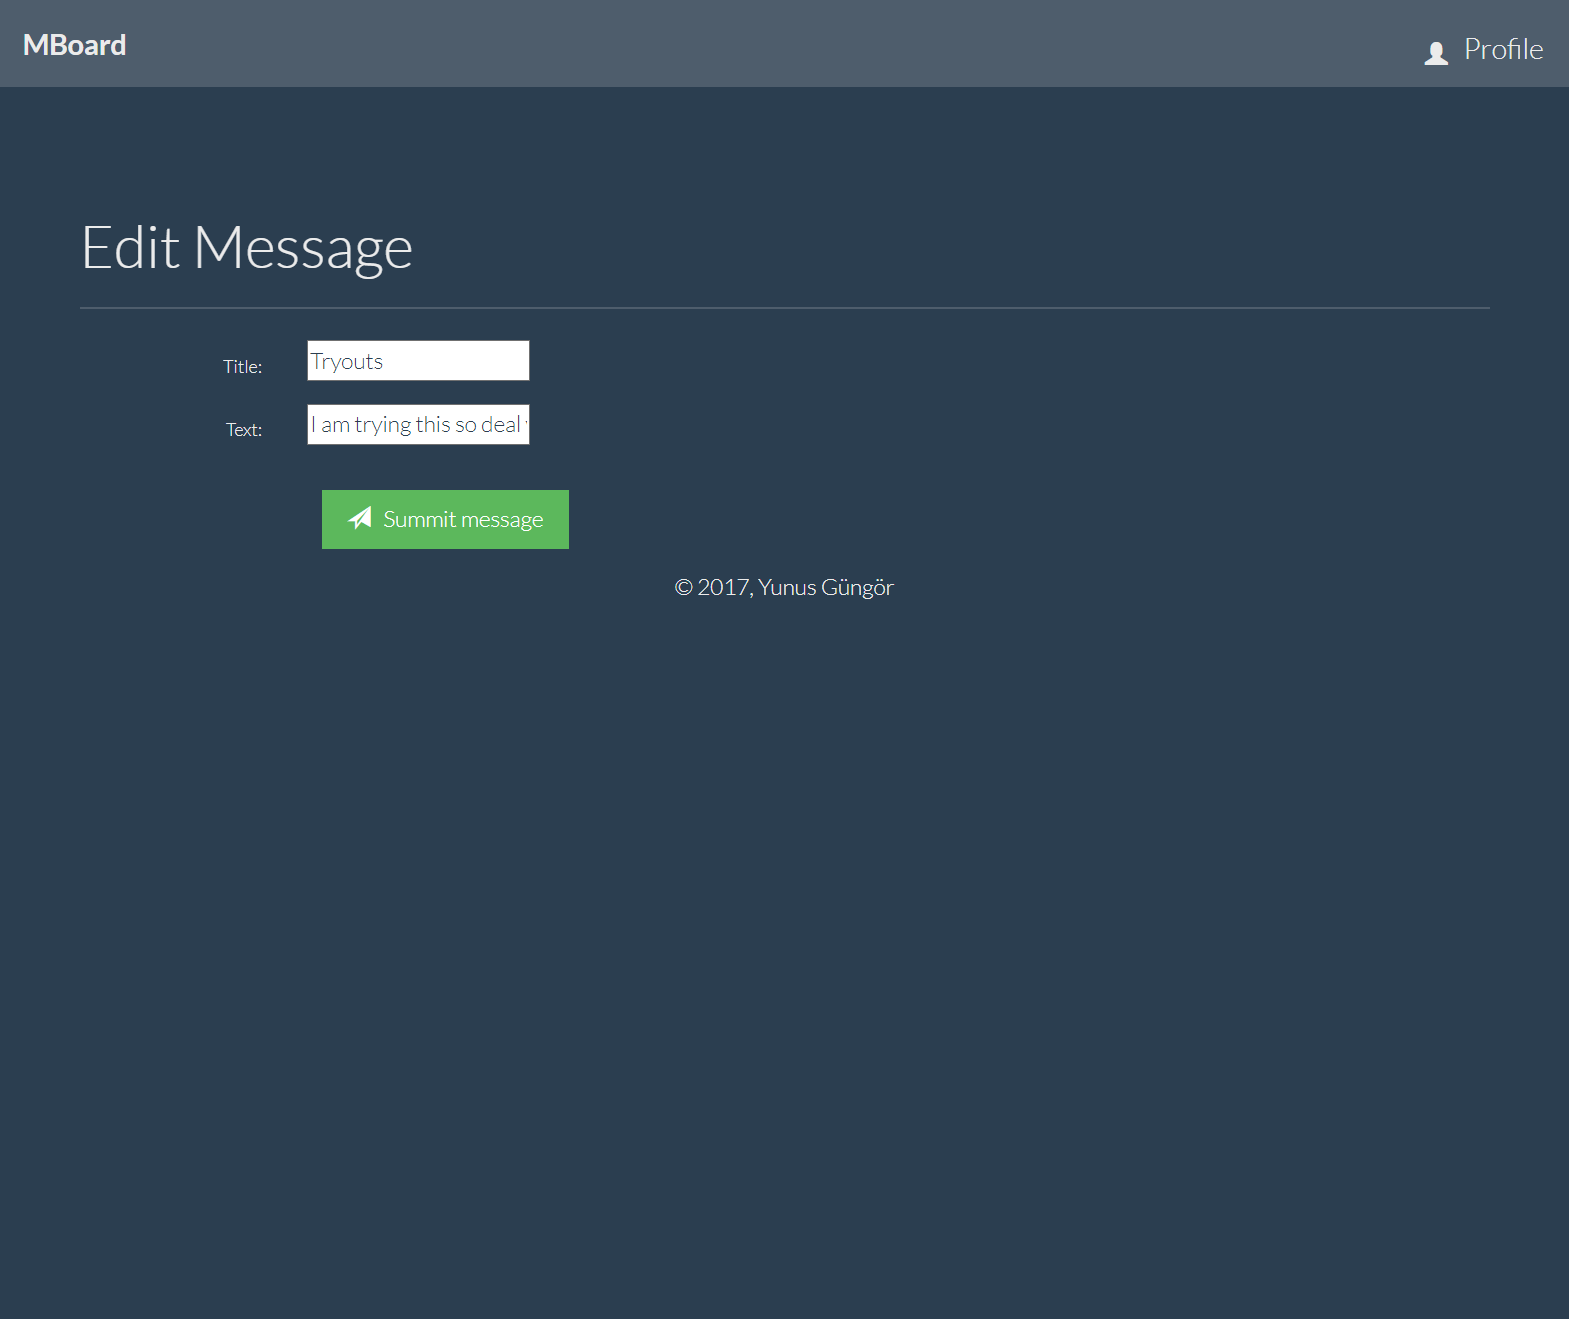 MBoard
Profile
Edit Message
Title:
Tryouts
Text:
I am trying this so deal
Summit message
© 2017, Yunus Güngör